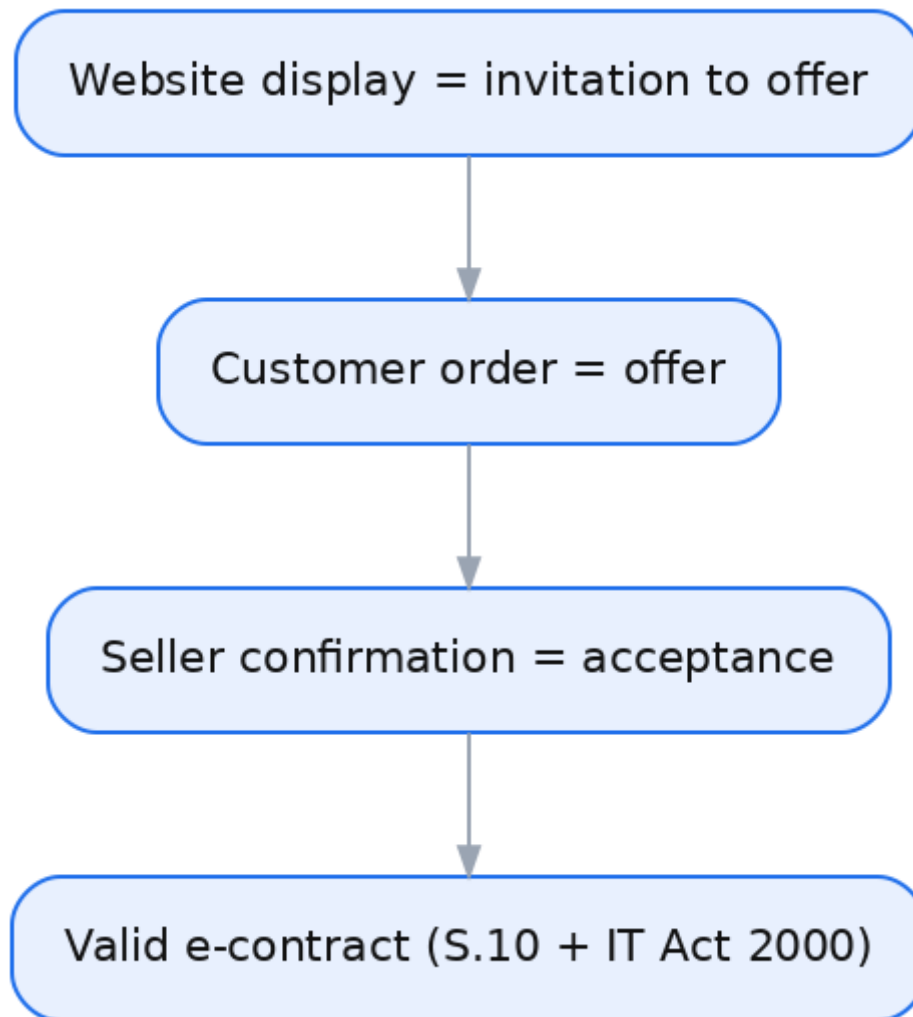 Website display = invitation to offer
Customer order = offer
Seller confirmation = acceptance
Valid e-contract (S.10 + IT Act 2000)